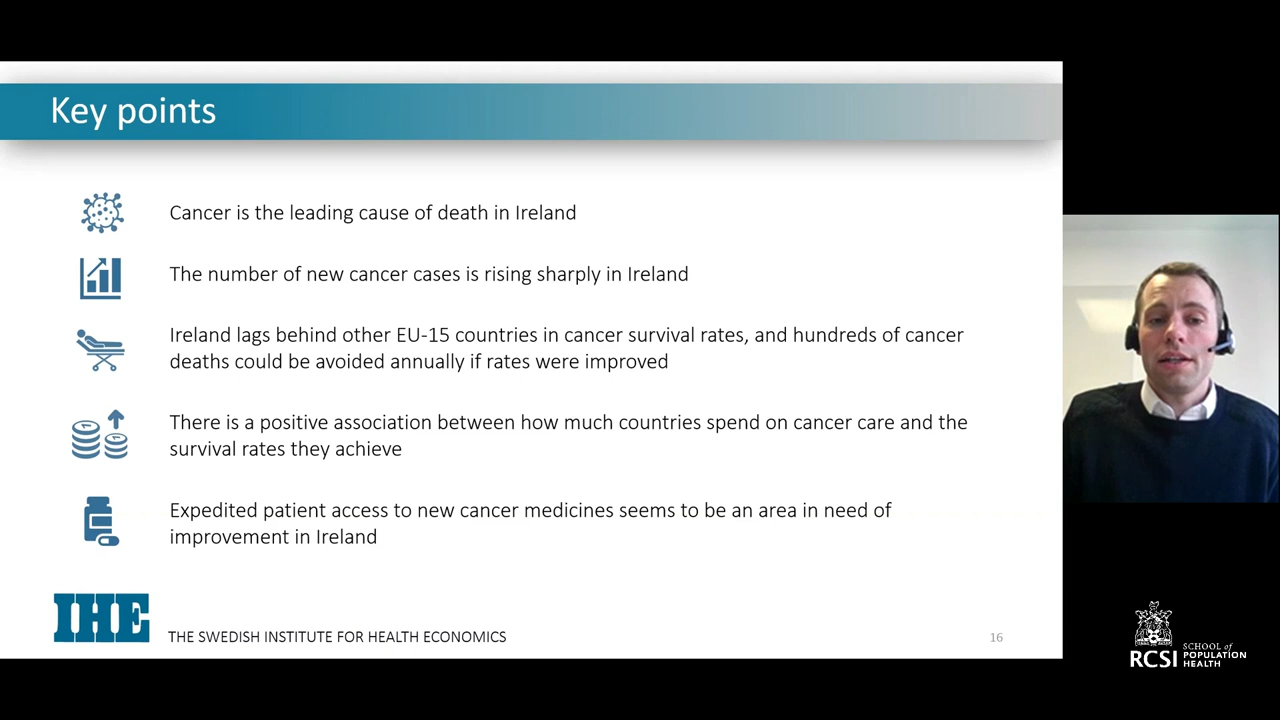 Key points
Cancer is the leading cause of death in Ireland
The number of new cancer cases is rising sharply in Ireland
Ireland lags behind other EU-15 countries in cancer survival rates, and hundreds of cancer
deaths could be avoided annually if rates were improved
There is a positive association between how much countries spend on cancer care and the
survival rates they achieve
Expedited patient access to new cancer medicines seems to be an area in need of
improvement in Ireland
IHE
THE SWEDISH INSTITUTE FOR HEALTH ECONOMICS
16
RCSI
SCHOOL of
POPULATION
HEALTH